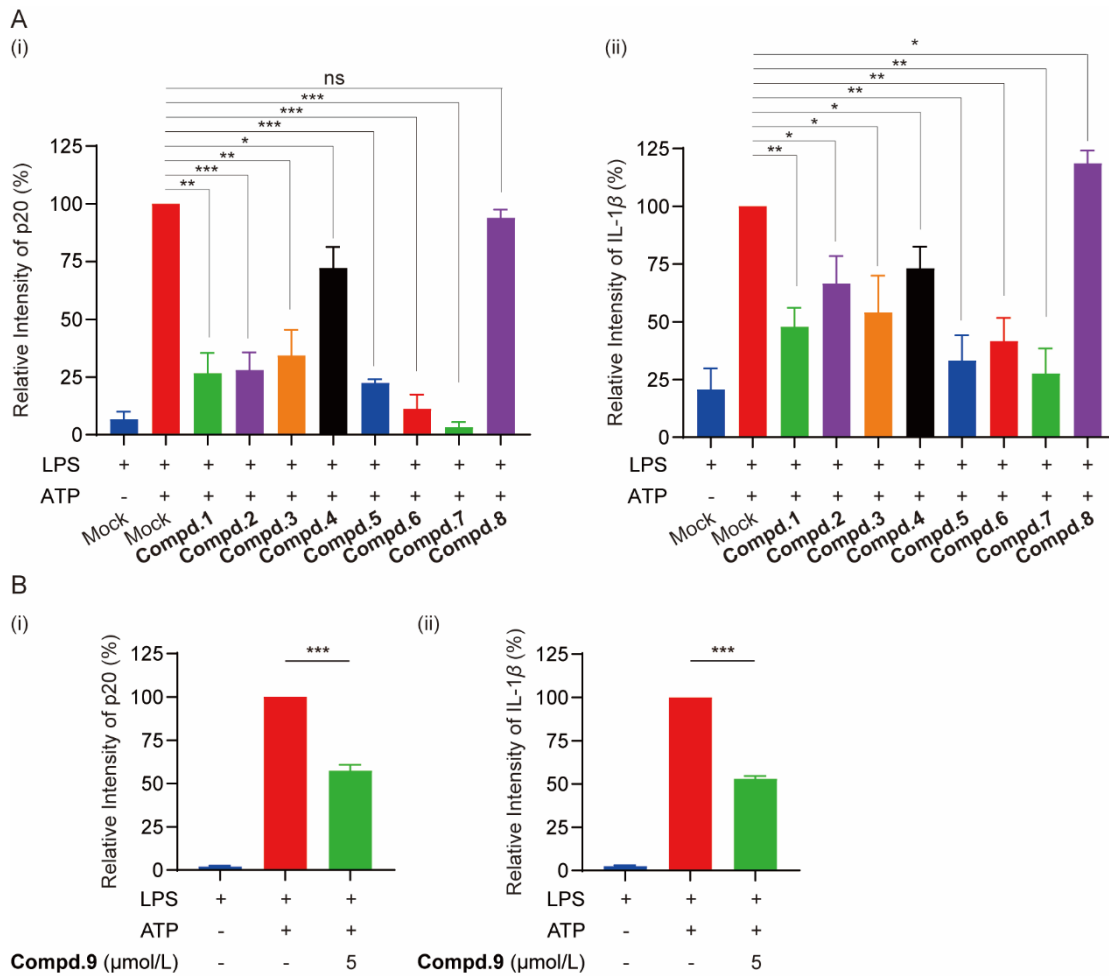 A
(i)
ns
***
***
***
*
**
***
**
Relative Intensity of p20 (%)
125
100
75
50
25
0
LPS + + + + + + + + + +
ATP - + + + + + + + + +
Mock Mock Compd.1 Compd.2 Compd.3 Compd.4 Compd.5 Compd.6 Compd.7 Compd.8
(ii)
*
**
**
**
*
*
*
**
Relative Intensity of IL-1β (%)
125
100
75
50
25
0
LPS + + + + + + + + + +
ATP - + + + + + + + + +
Mock Mock Compd.1 Compd.2 Compd.3 Compd.4 Compd.5 Compd.6 Compd.7 Compd.8
B
(i)
***
Relative Intensity of p20 (%)
125
100
75
50
25
0
LPS + + +
ATP - + +
Compd.9 (μmol/L) - - 5
(ii)
***
Relative Intensity of IL-1β (%)
125
100
75
50
25
0
LPS + + +
ATP - + +
Compd.9 (μmol/L) - - 5